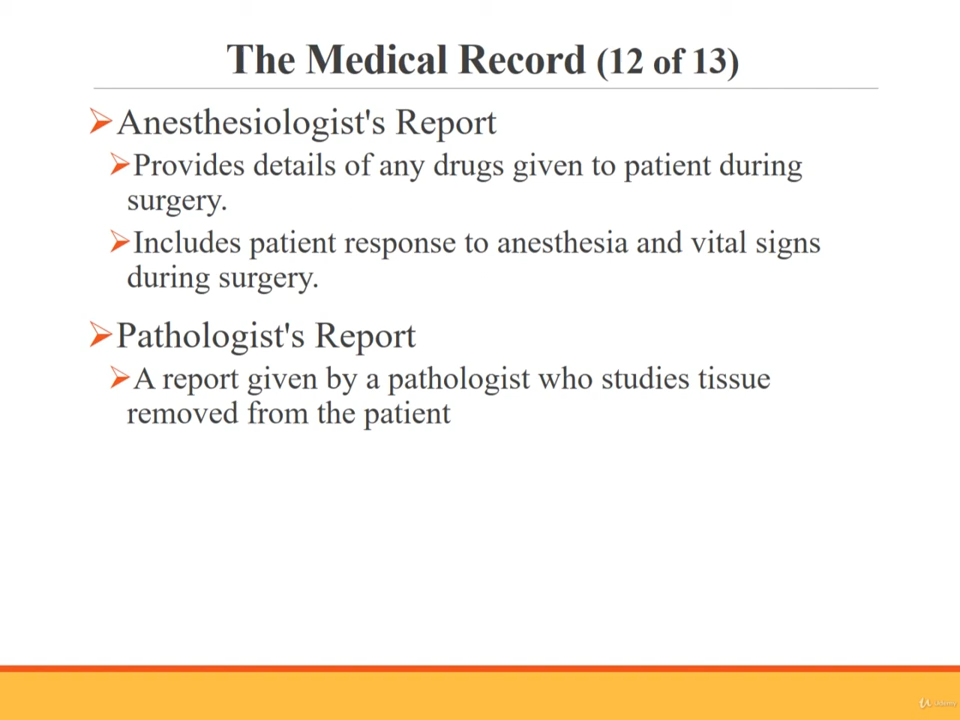 The Medical Record (12 of 13)
Anesthesiologist's Report
Provides details of any drugs given to patient during
surgery.
Includes patient response to anesthesia and vital signs
during surgery.
Pathologist's Report
A report given by a pathologist who studies tissue
removed from the patient
Udemy